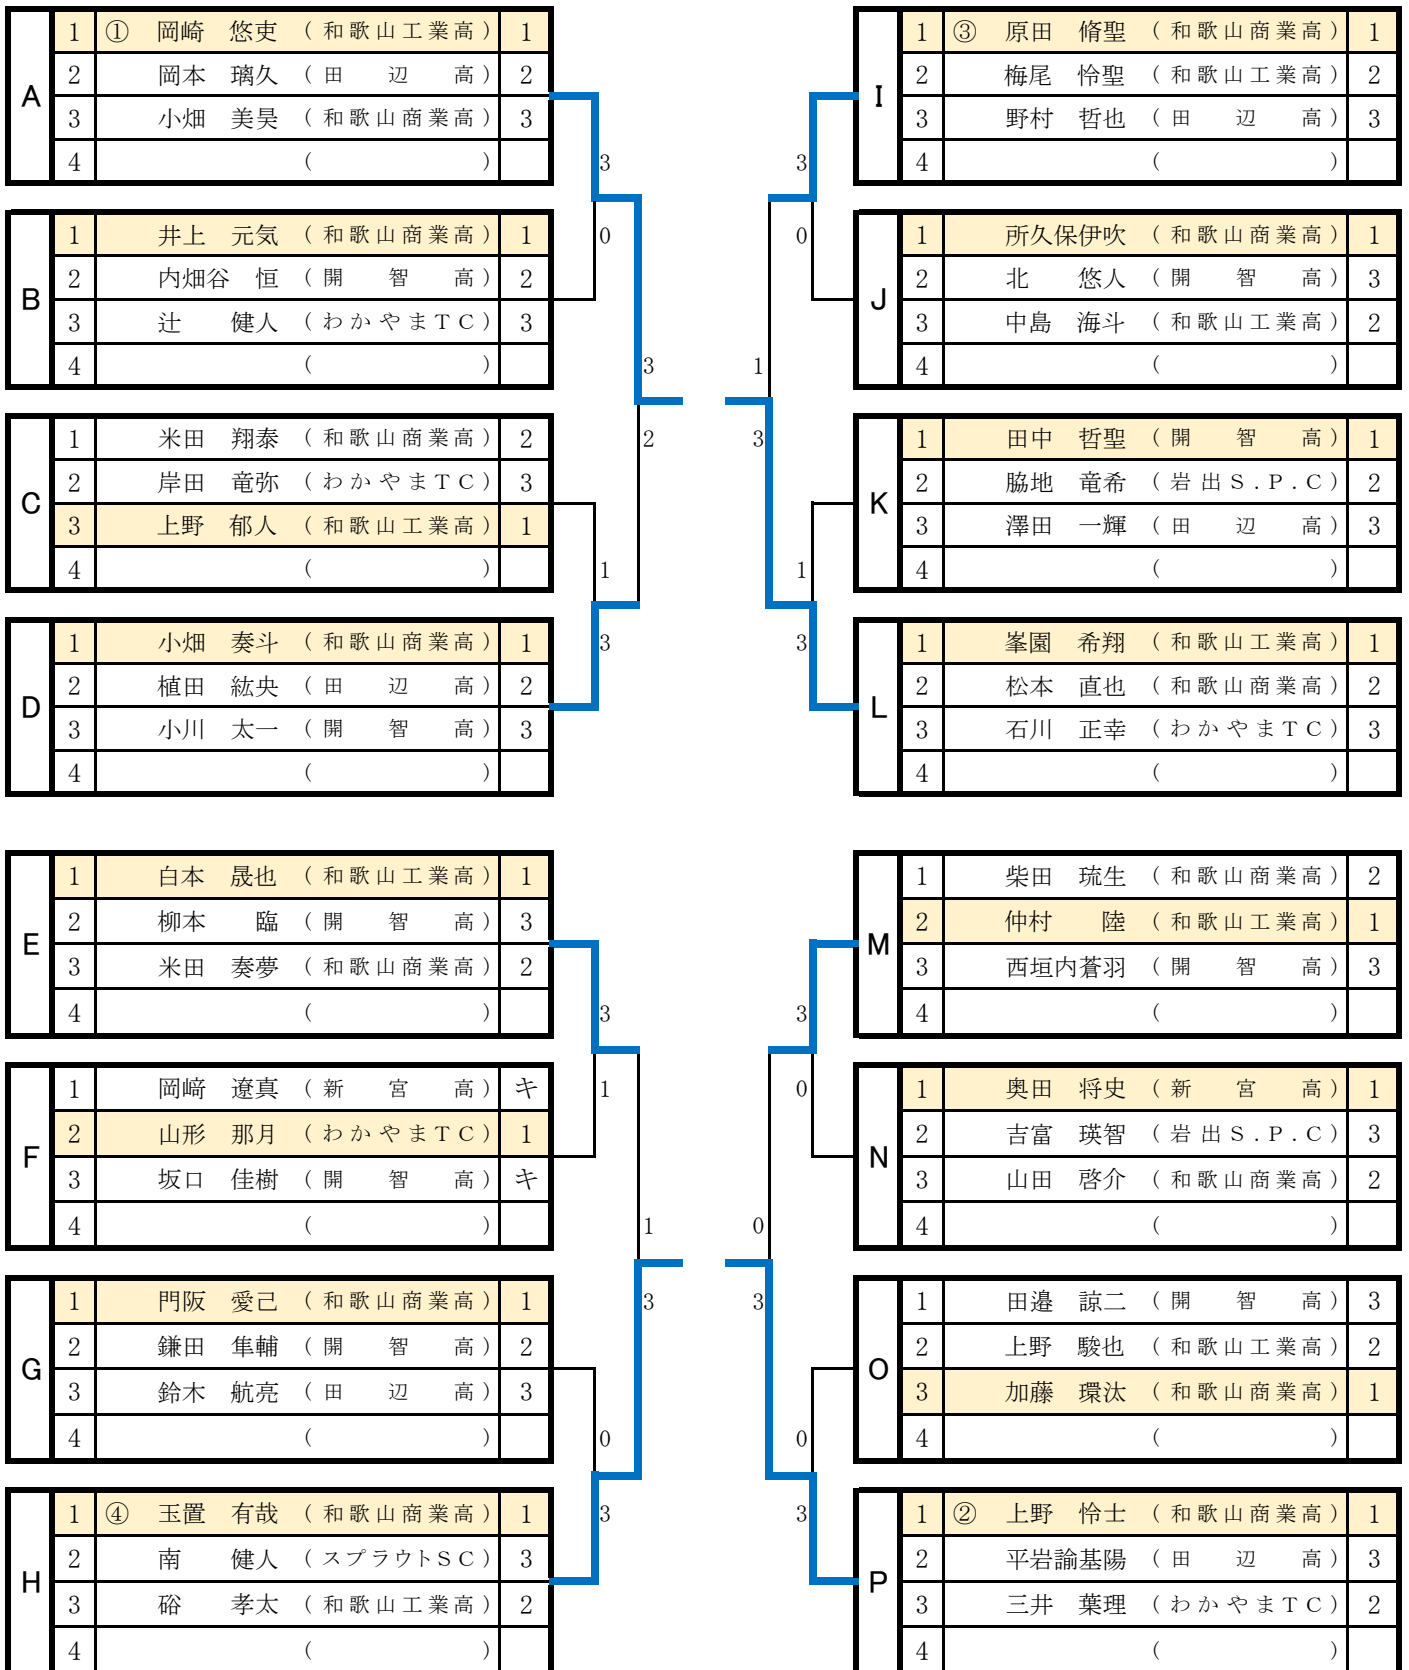 A
1 ① 岡崎 悠吏 (和歌山工業高) 1
2 岡本 璃久 (田辺高) 2
3 小畑 美昊 (和歌山商業高) 3
4 ( )
B
1 井上 元気 (和歌山商業高) 1
2 内畑谷 恒 (開智高) 2
3 辻 健人 (わかやまTC) 3
4 ( )
C
1 米田 翔泰 (和歌山商業高) 2
2 岸田 竜弥 (わかやまTC) 3
3 上野 郁人 (和歌山工業高) 1
4 ( )
D
1 小畑 奏斗 (和歌山商業高) 1
2 植田 紘央 (田辺高) 2
3 小川 太一 (開智高) 3
4 ( )
3
0
1
3
3
2
I
1 ③ 原田 脩聖 (和歌山商業高) 1
2 梅尾 怜聖 (和歌山工業高) 2
3 野村 哲也 (田辺高) 3
4 ( )
J
1 所久保伊吹 (和歌山商業高) 1
2 北 悠人 (開智高) 3
3 中島 海斗 (和歌山工業高) 2
4 ( )
K
1 田中 哲聖 (開智高) 1
2 脇地 竜希 (岩出S.P.C) 2
3 澤田 一輝 (田辺高) 3
4 ( )
L
1 峯園 希翔 (和歌山工業高) 1
2 松本 直也 (和歌山商業高) 2
3 石川 正幸 (わかやまTC) 3
4 ( )
3
0
1
3
1
3
E
1 白本 晟也 (和歌山工業高) 1
2 柳本 臨 (開智高) 3
3 米田 奏夢 (和歌山商業高) 2
4 ( )
F
1 岡﨑 遼真 (新宮高) キ
2 山形 那月 (わかやまTC) 1
3 坂口 佳樹 (開智高) キ
4 ( )
G
1 門阪 愛己 (和歌山商業高) 1
2 鎌田 隼輔 (開智高) 2
3 鈴木 航亮 (田辺高) 3
4 ( )
H
1 ④ 玉置 有哉 (和歌山商業高) 1
2 南 健人 (スプラウトSC) 3
3 硲 孝太 (和歌山工業高) 2
4 ( )
3
1
0
3
1
3
M
1 柴田 琉生 (和歌山商業高) 2
2 仲村 陸 (和歌山工業高) 1
3 西垣内蒼羽 (開智高) 3
4 ( )
N
1 奥田 将史 (新宮高) 1
2 吉富 瑛智 (岩出S.P.C) 3
3 山田 啓介 (和歌山商業高) 2
4 ( )
O
1 田邉 諒二 (開智高) 3
2 上野 駿也 (和歌山工業高) 2
3 加藤 環汰 (和歌山商業高) 1
4 ( )
P
1 ② 上野 怜士 (和歌山商業高) 1
2 平岩諭基陽 (田辺高) 3
3 三井 葉理 (わかやまTC) 2
4 ( )
3
0
0
3
0
3